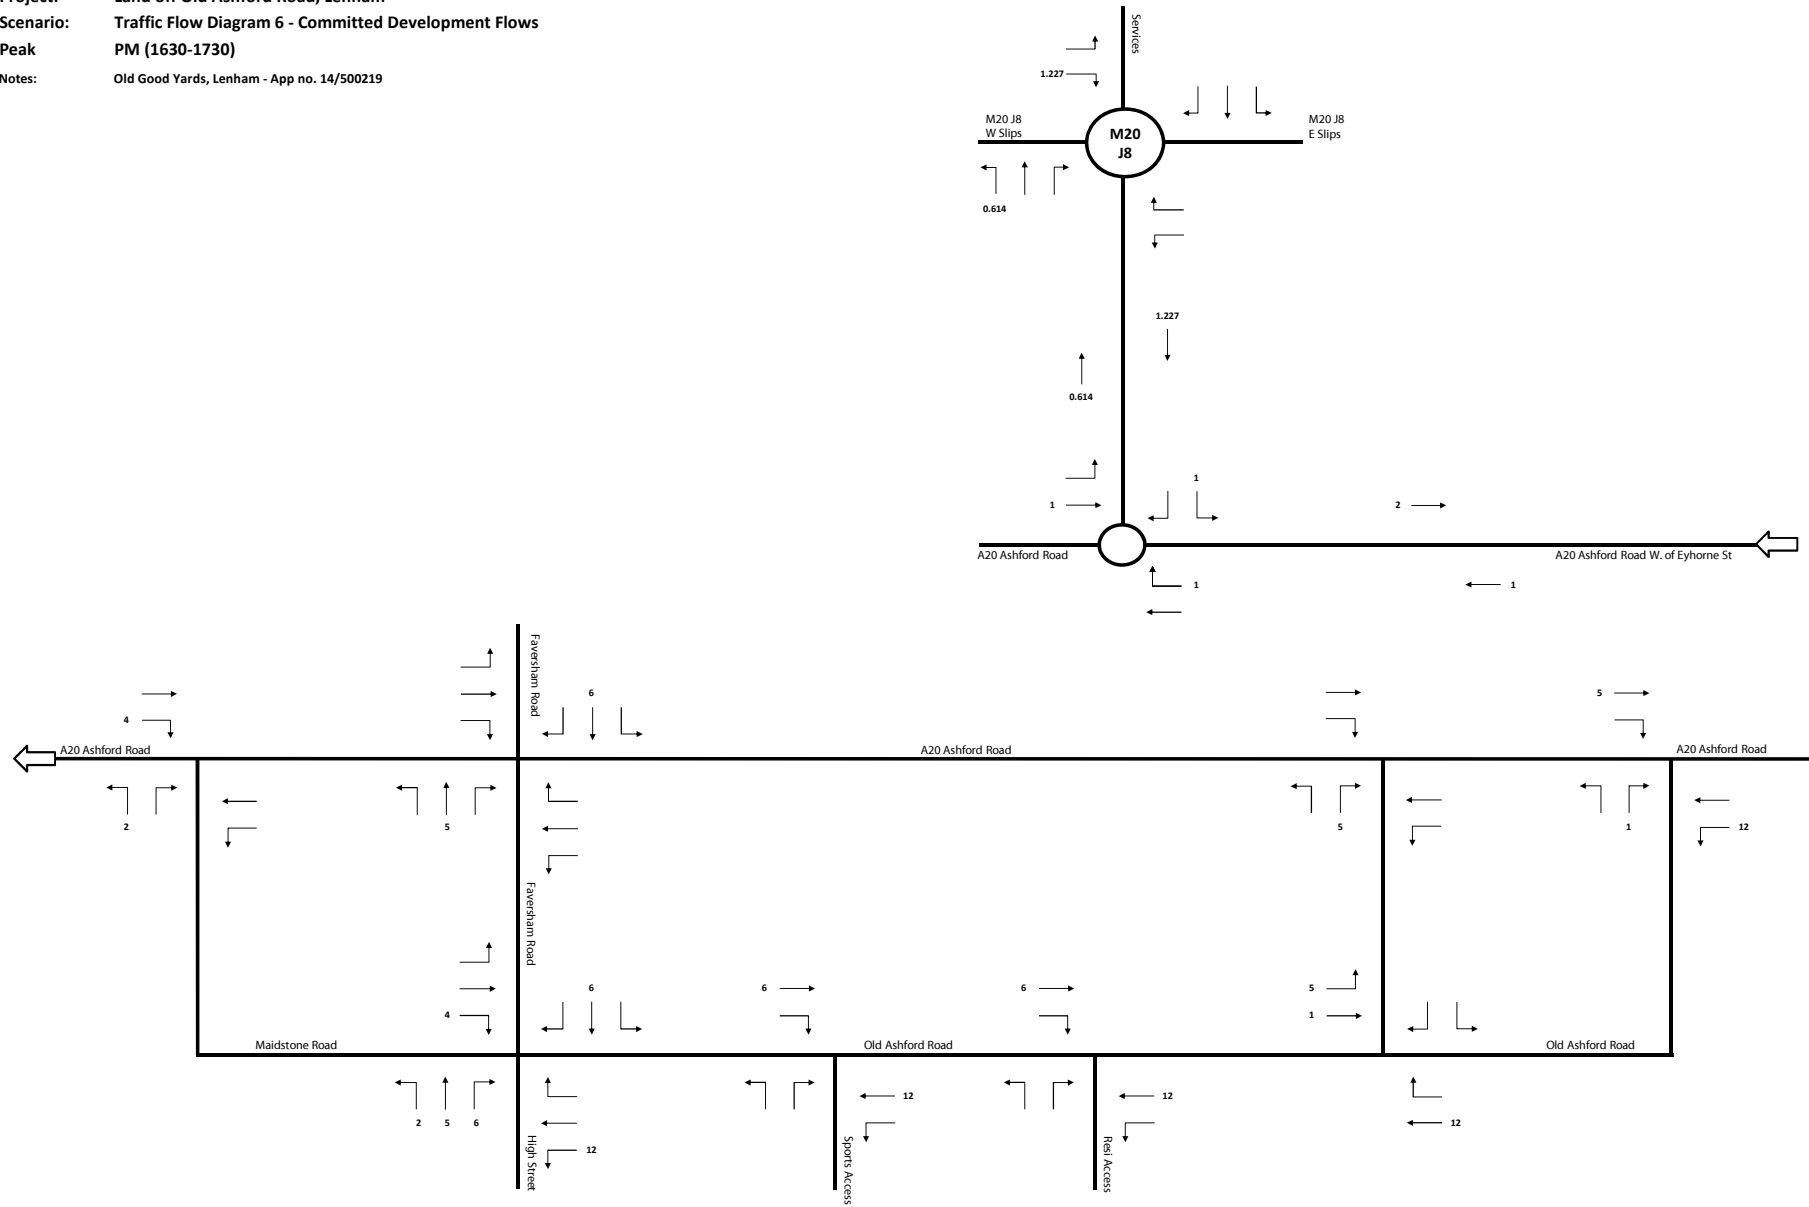 Project: Land off Old Ashford Road, Lenham
Scenario: Traffic Flow Diagram 6 - Committed Development Flows
Peak PM (1630-1730)
Notes: Old Good Yards, Lenham - App no. 14/500219
Services
1.227
M20 J8
W Slips
M20
J8
M20 J8
E Slips
0.614
1.227
0.614
1
1
2
A20 Ashford Road
A20 Ashford Road W. of Eyhorne St
1
1
Faversham Road
4
6
5
A20 Ashford Road
A20 Ashford Road
A20 Ashford Road
2
5
5
1
12
Faversham Road
4
6
6
6
5
1
Maidstone Road
Old Ashford Road
Old Ashford Road
2
5
6
12
12
12
12
High Street
Sports Access
Resi Access